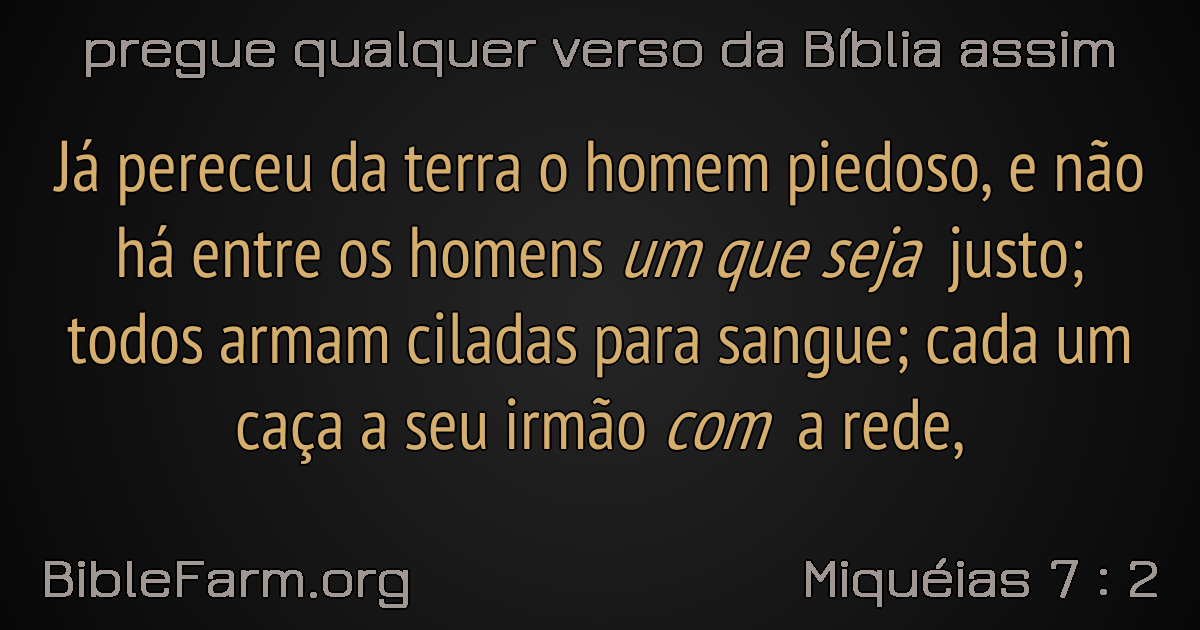 pregue qualquer verso da Bíblia assim
Já pereceu da terra o homem piedoso, e não
há entre os homens um que seja justo;
todos armam ciladas para sangue; cada um
caça a seu irmão com a rede,
BibleFarm.org
Miquéias 7 : 2